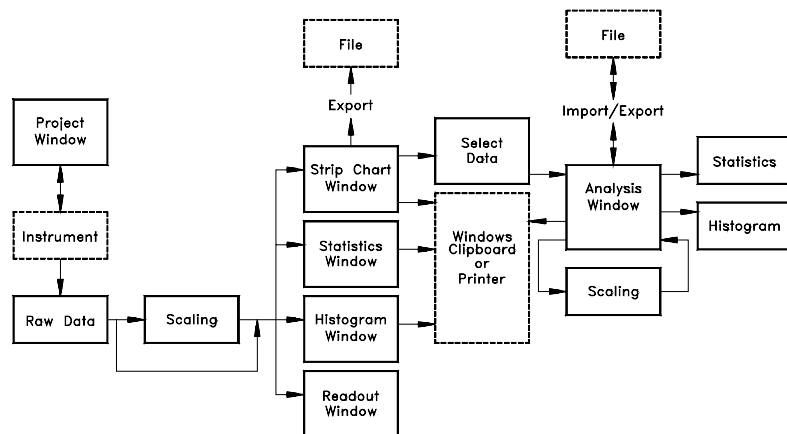 File
File
Export
Import/Export
Project
Window
Strip Chart
Window
Select
Data
Analysis
Window
Statistics
Instrument
Statistics
Window
Windows
Clipboard
or
Printer
Histogram
Raw Data
Scaling
Histogram
Window
Scaling
Readout
Window